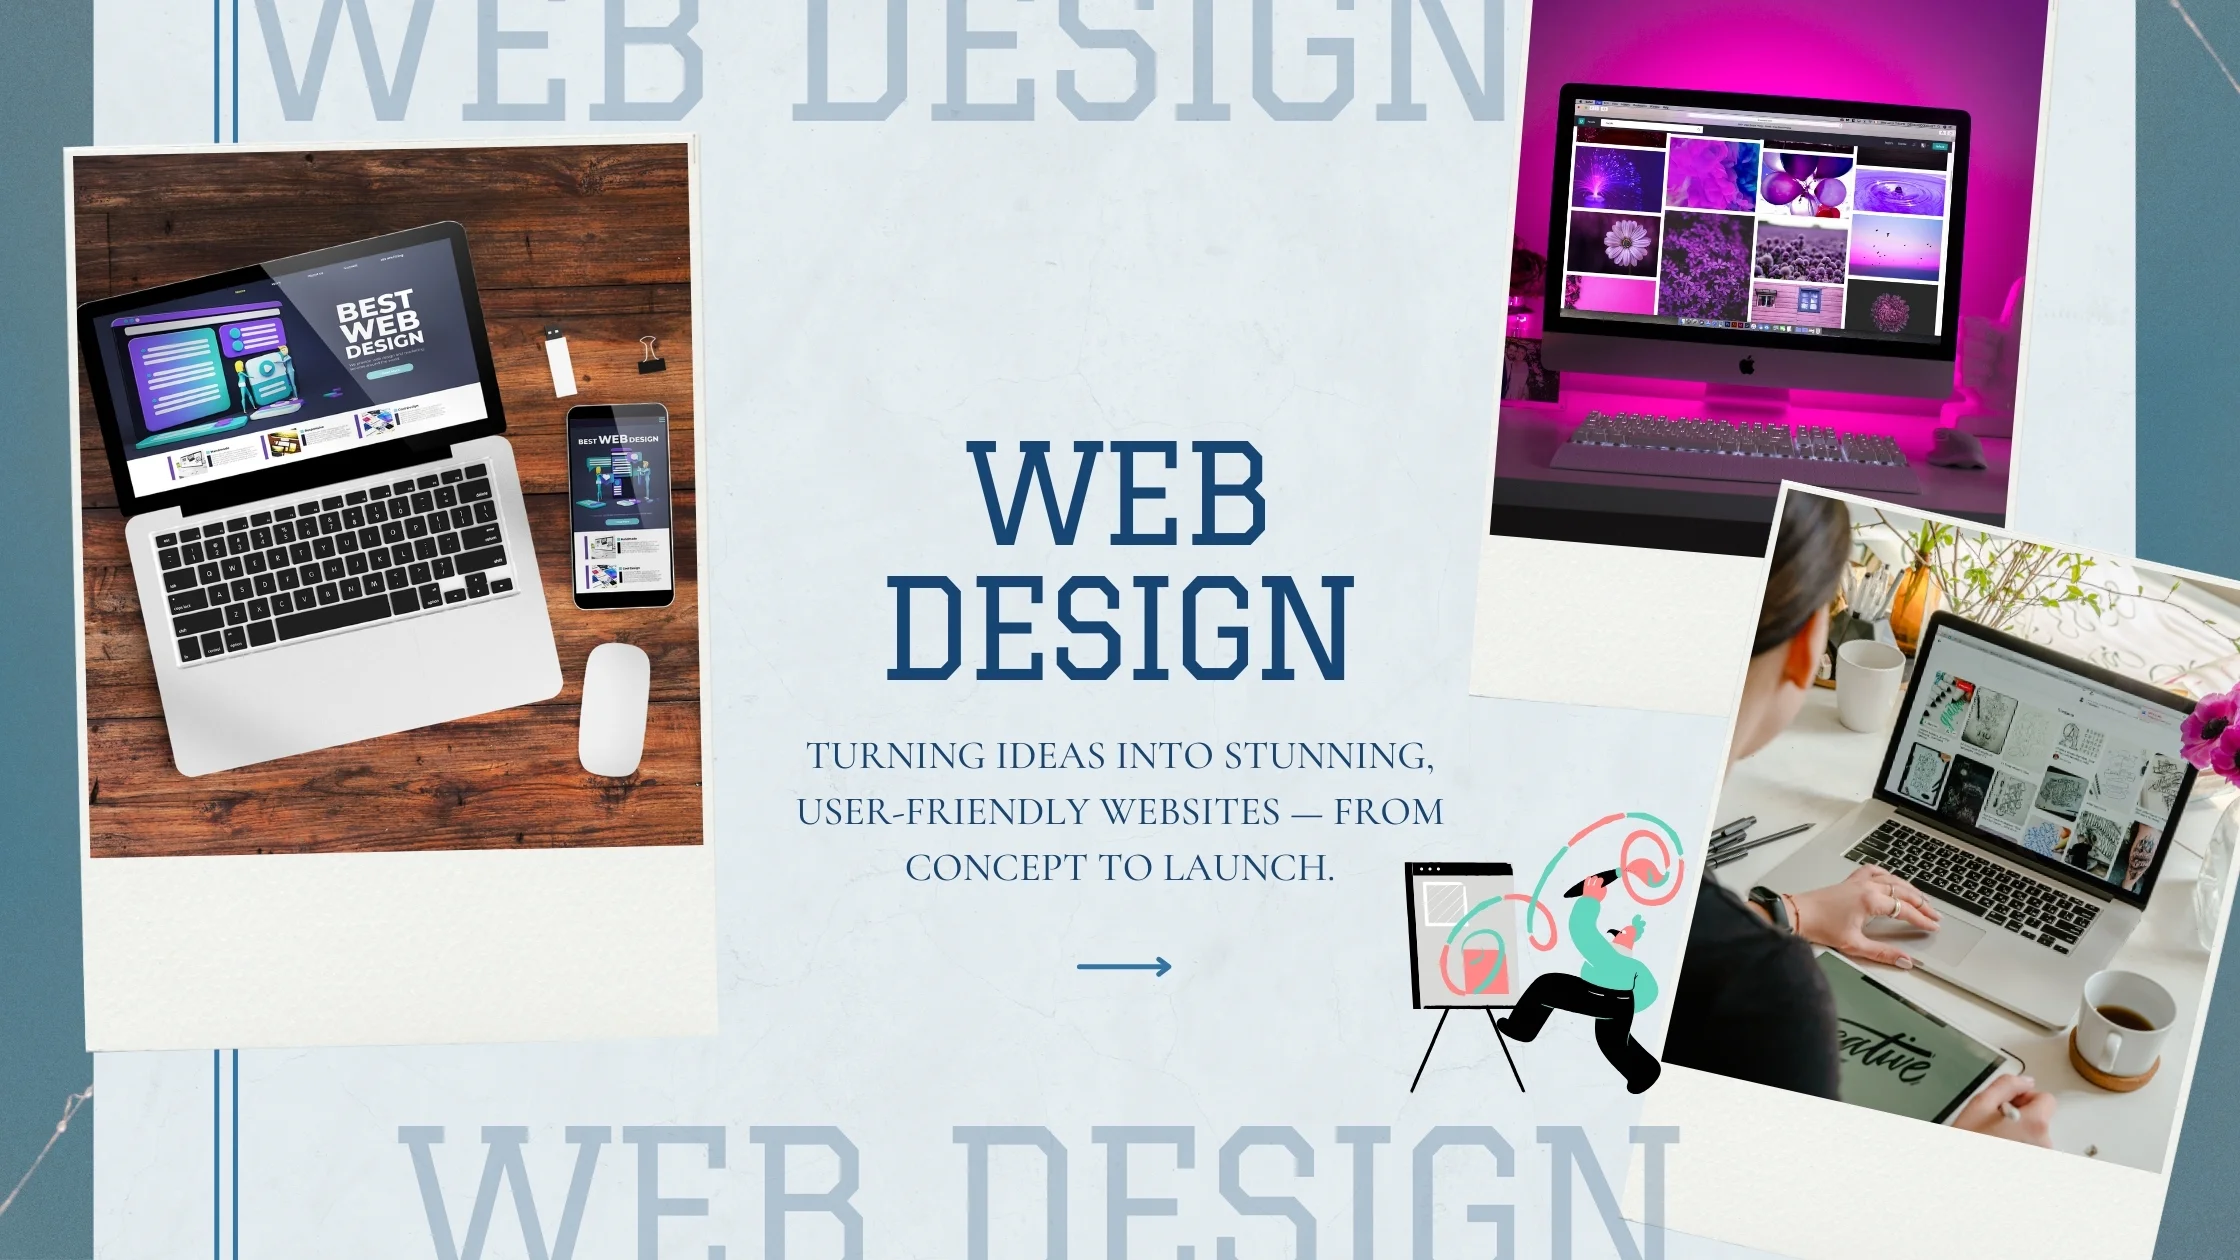 WEB DESIGN
BEST
WEB
DESIGN
BEST WEB DESIGN
WEB
DESIGN
TURNING IDEAS INTO STUNNING,
USER-FRIENDLY WEBSITES — FROM
CONCEPT TO LAUNCH.
WEB DESIGN